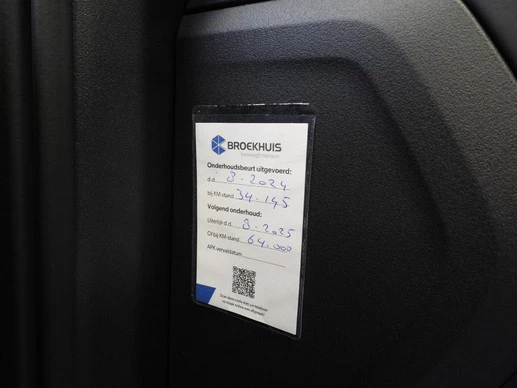 BROEKHUIS
Onderhoudsbeurt uitgevoerd:
d.d. 8-2024
bij KM-stand: 34.145
Volgend onderhoud:
Uiterlijk d.d. 8-2025
Of bij KM-stand: 64.000
APK vervaldatum: